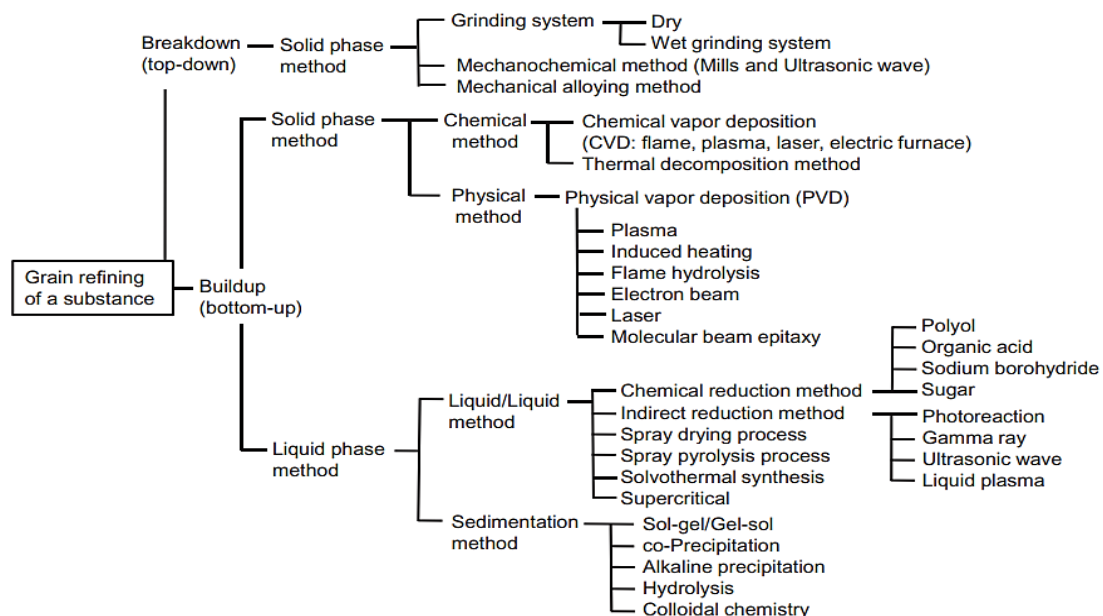 Grain refining
of a substance
Breakdown
(top-down)
Solid phase
method
Grinding system
Dry
Wet grinding system
Mechanochemical method (Mills and Ultrasonic wave)
Mechanical alloying method
Buildup
(bottom-up)
Solid phase
method
Chemical
method
Chemical vapor deposition
(CVD: flame, plasma, laser, electric furnace)
Thermal decomposition method
Physical
method
Physical vapor deposition (PVD)
Plasma
Induced heating
Flame hydrolysis
Electron beam
Laser
Molecular beam epitaxy
Liquid phase
method
Liquid/Liquid
method
Chemical reduction method
Polyol
Organic acid
Sodium borohydride
Sugar
Indirect reduction method
Photoreaction
Gamma ray
Ultrasonic wave
Liquid plasma
Spray drying process
Spray pyrolysis process
Solvothermal synthesis
Supercritical
Sedimentation
method
Sol-gel/Gel-sol
co-Precipitation
Alkaline precipitation
Hydrolysis
Colloidal chemistry